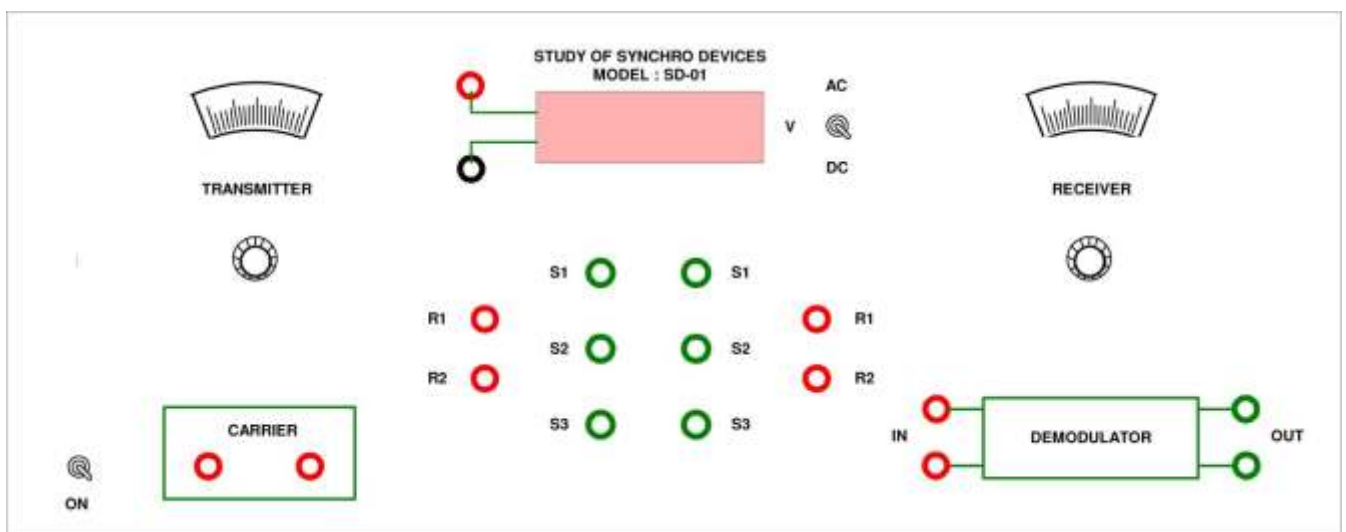 STUDY OF SYNCHRO DEVICES
MODEL : SD-01
AC
V
DC
TRANSMITTER
RECEIVER
S1
S1
R1
R1
S2
S2
R2
R2
S3
S3
CARRIER
IN
DEMODULATOR
OUT
ON